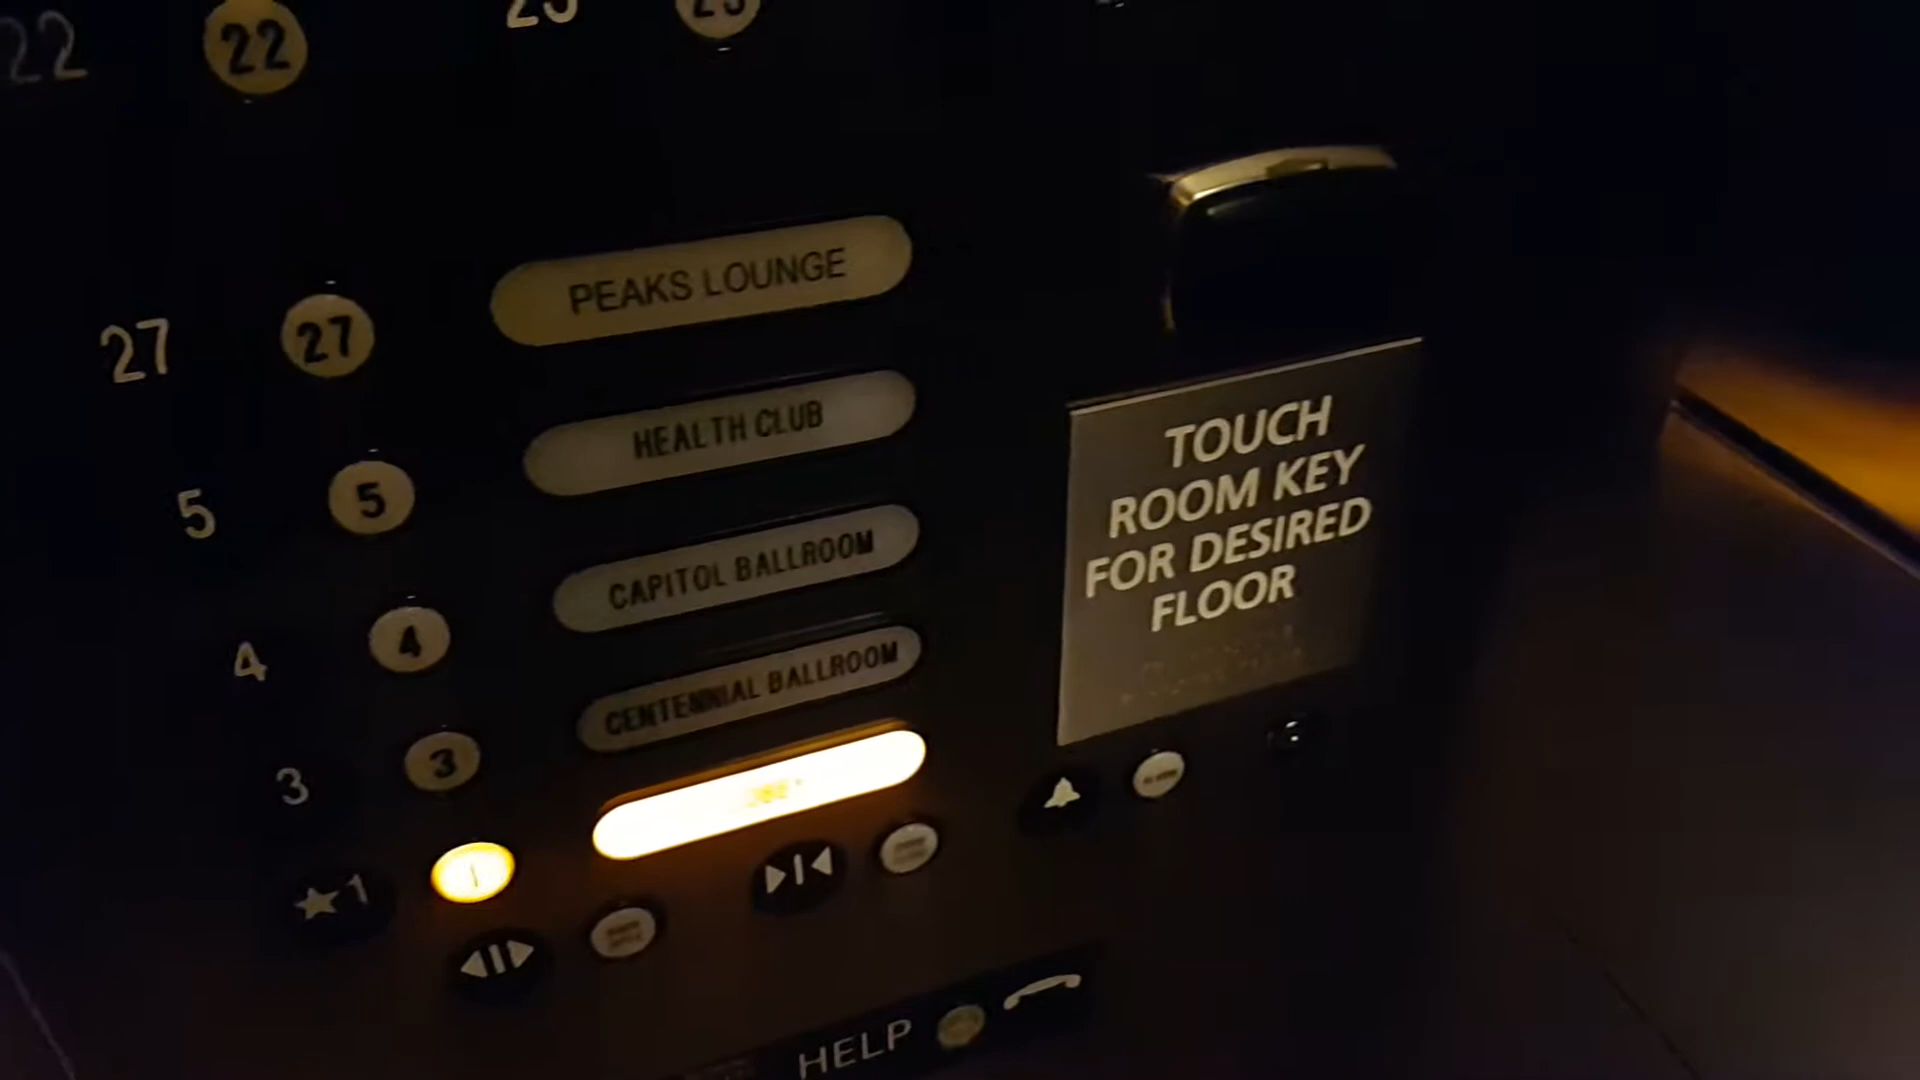 22 22
27 27 PEAKS LOUNGE
5 5 HEALTH CLUB
4 4 CAPITOL BALLROOM
3 3 CENTENNIAL BALLROOM
★1 1
TOUCH
ROOM KEY
FOR DESIRED
FLOOR
HELP